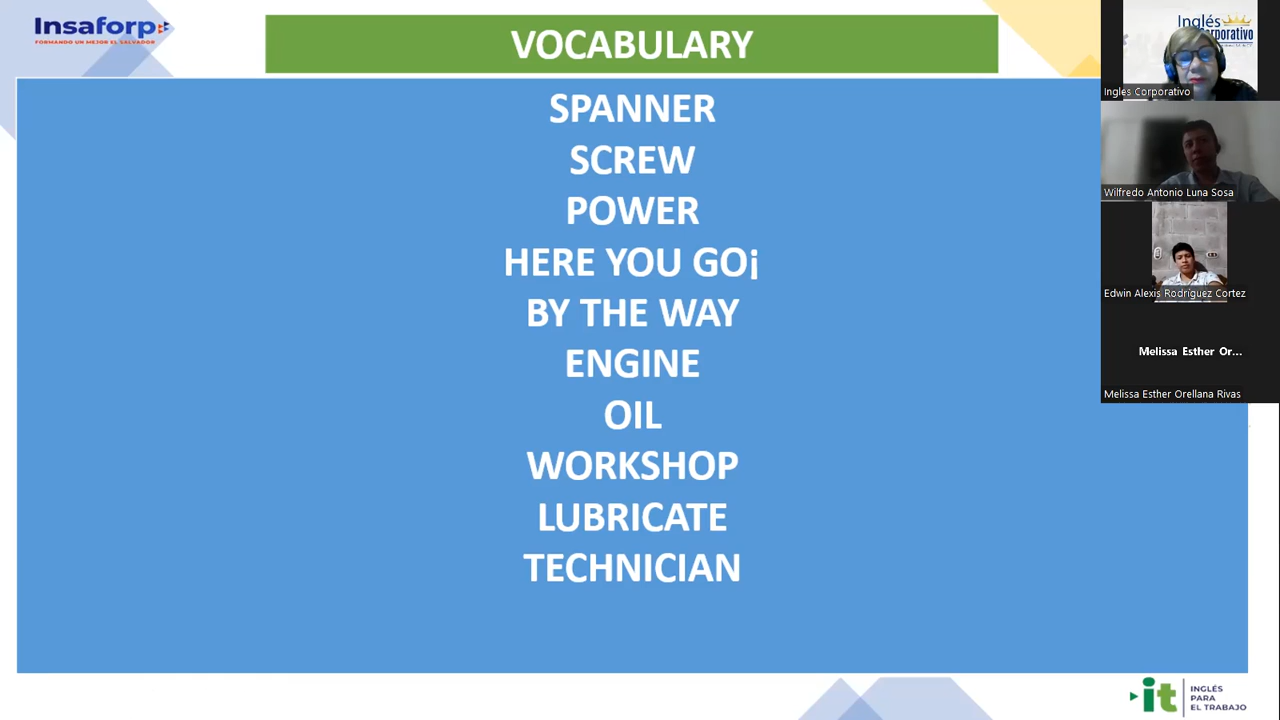 Insaforp
FORMANDO UN MEJOR EL SALVADOR
VOCABULARY
SPANNER
SCREW
POWER
HERE YOU GO¡
BY THE WAY
ENGINE
OIL
WORKSHOP
LUBRICATE
TECHNICIAN
Inglés
Corporativo
Ingles Corporativo
Wilfredo Antonio Luna Sosa
Edwin Alexis Rodriguez Cortez
Melissa Esther Or...
Melissa Esther Orellana Rivas
it
INGLÉS
PARA
EL TRABAJO